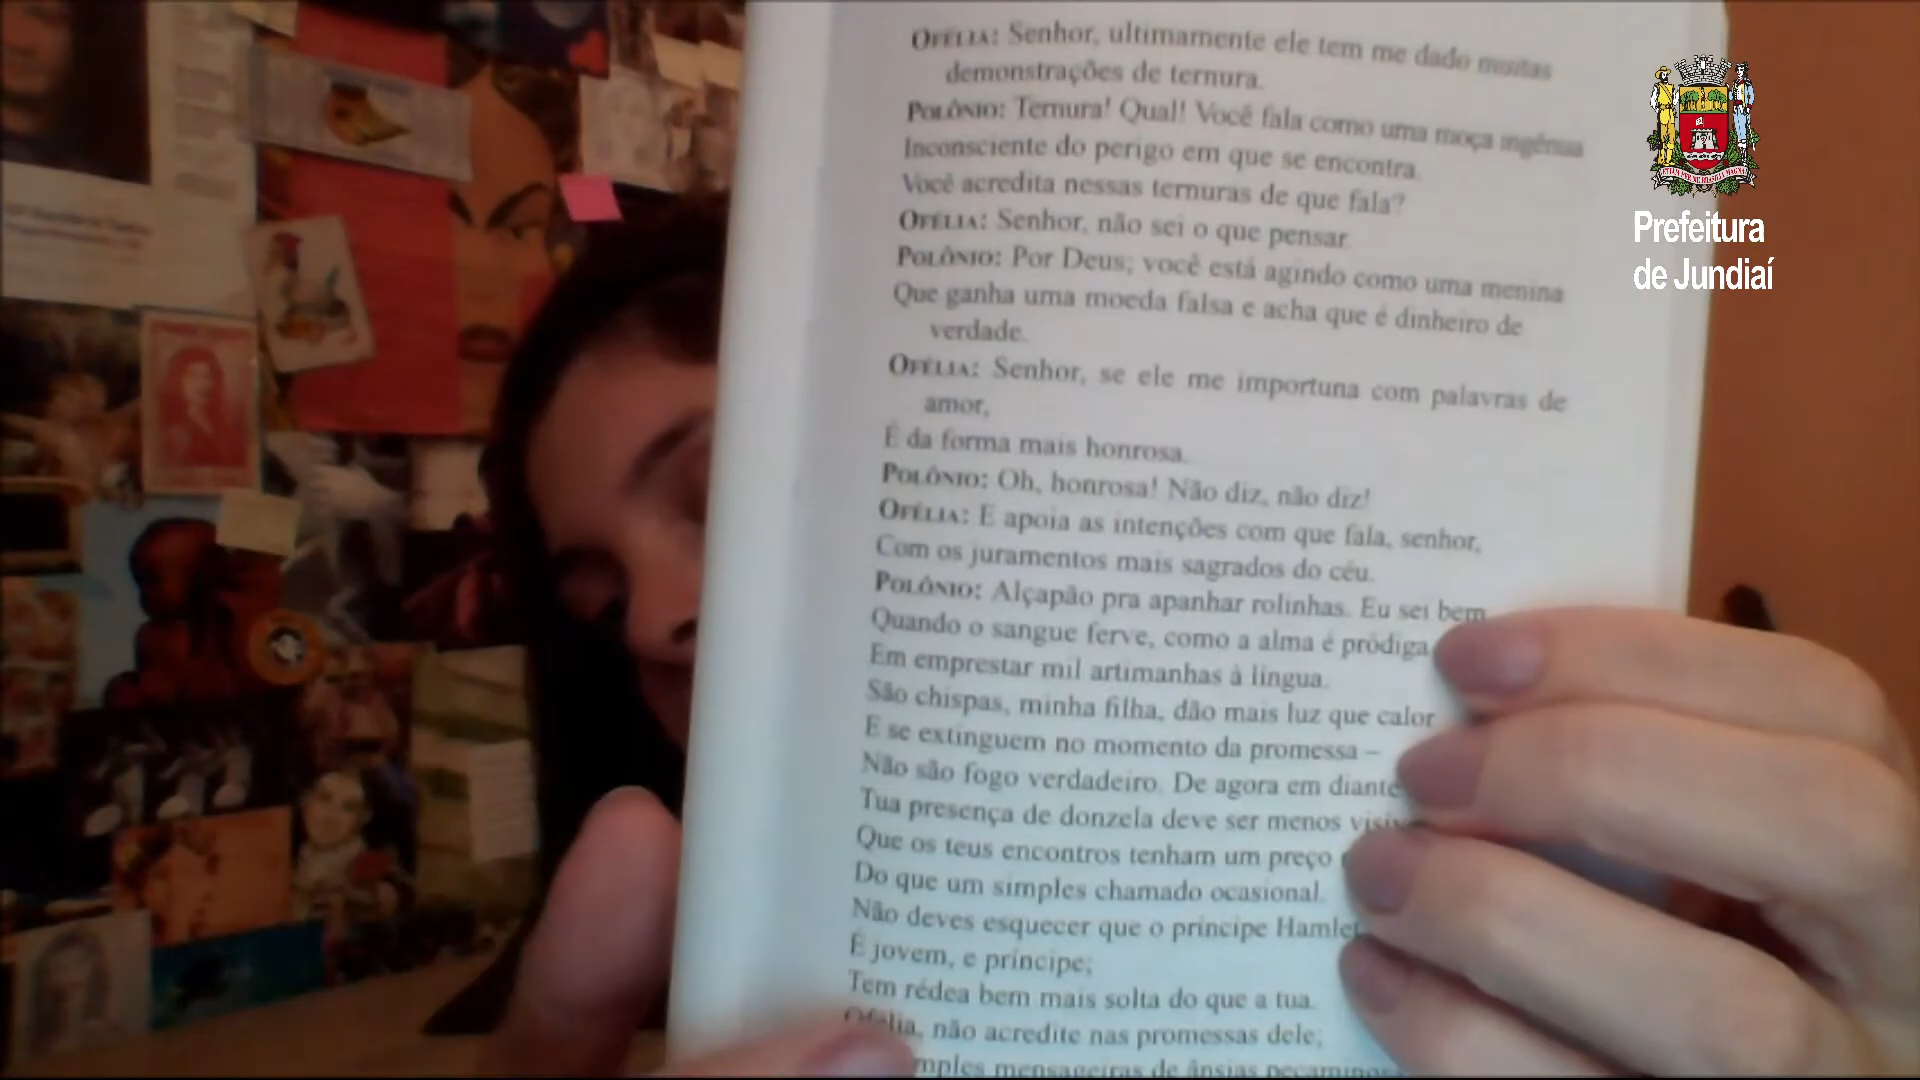 OFÉLIA: Senhor, ultimamente ele tem me dado muitas
demonstrações de ternura.
POLÔNIO: Ternura! Qual! Você fala como uma moça ingênua
Inconsciente do perigo em que se encontra.
Você acredita nessas ternuras de que fala?
OFÉLIA: Senhor, não sei o que pensar.
POLÔNIO: Por Deus; você está agindo como uma menina
Que ganha uma moeda falsa e acha que é dinheiro de
verdade.
OFÉLIA: Senhor, se ele me importuna com palavras de
amor,
É da forma mais honrosa.
POLÔNIO: Oh, honrosa! Não diz, não diz!
OFÉLIA: E apoia as intenções com que fala, senhor,
Com os juramentos mais sagrados do céu.
POLÔNIO: Alçapão pra apanhar rolinhas. Eu sei bem
Quando o sangue ferve, como a alma é pródiga
Em emprestar mil artimanhas à língua.
São chispas, minha filha, dão mais luz que calor
E se extinguem no momento da promessa –
Não são fogo verdadeiro. De agora em diante
Tua presença de donzela deve ser menos
Que os teus encontros tenham um preço
Do que um simples chamado ocasional.
Não deves esquecer que o príncipe Hamlet
É jovem, e príncipe;
Tem rédea bem mais solta do que a tua.
Ofélia, não acredite nas promessas dele;
mensageiras de ânsias
Prefeitura
de Jundiaí